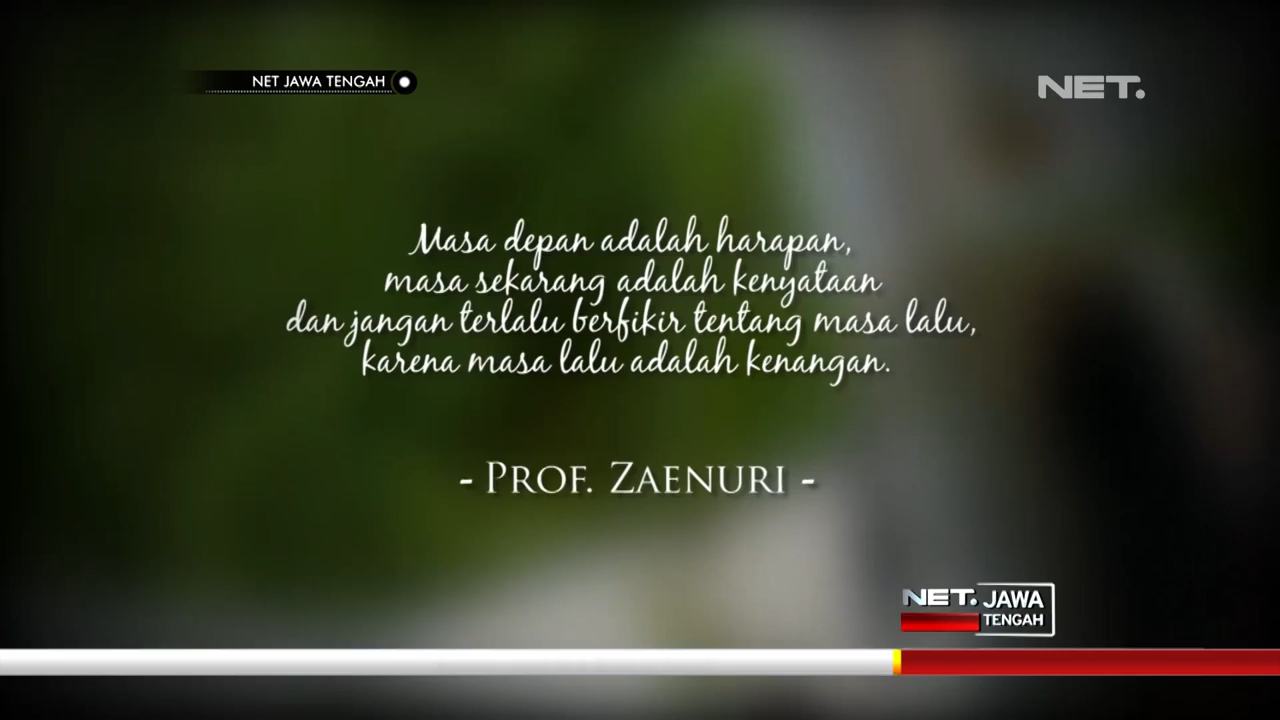 NET JAWA TENGAH
NET.
Masa depan adalah harapan,
masa sekarang adalah kenyataan
dan jangan terlalu berfikir tentang masa lalu,
karena masa lalu adalah kenangan.
- PROF. ZAENURI -
NET. JAWA
TENGAH